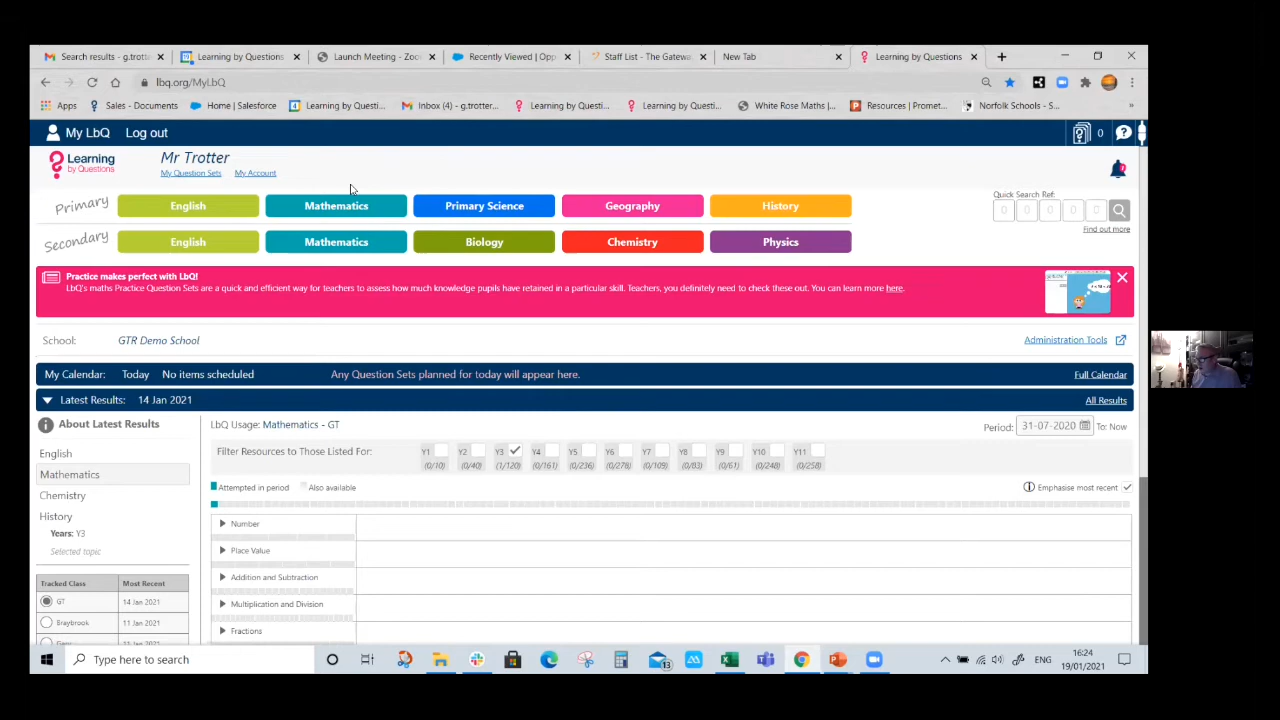 Search results - g.trotta
Learning by Questions
Launch Meeting - Zoo
Recently Viewed | Opp
Staff List - The Gatewa
New Tab
Learning by Questions
lbq.org/MyLbQ
Apps
Sales - Documents
Home | Salesforce
Learning by Questi...
Inbox (4) - g.trotter...
Learning by Questi...
Learning by Questi...
White Rose Maths |...
Resources | Promet...
Norfolk Schools - S...
My LbQ Log out
0
Learning by Questions
Mr Trotter
My Question Sets My Account
Primary
English
Mathematics
Primary Science
Geography
History
Quick Search Ref:
0 0 0 0 0
Find out more
Secondary
English
Mathematics
Biology
Chemistry
Physics
Practice makes perfect with LbQ!
LbQ's maths Practice Question Sets are a quick and efficient way for teachers to assess how much knowledge pupils have retained in a particular skill. Teachers, you definitely need to check these out. You can learn more here.
School: GTR Demo School
Administration Tools
My Calendar: Today No items scheduled Any Question Sets planned for today will appear here. Full Calendar
Latest Results: 14 Jan 2021 All Results
About Latest Results
LbQ Usage: Mathematics - GT
Period: 31-07-2020 To: Now
English
Mathematics
Chemistry
History
Years: Y3
Selected topic
Filter Resources to Those Listed For:
Y1 Y2 Y3 Y4 Y5 Y6 Y7 Y8 Y9 Y10 Y11
(0/10) (0/40) (1/120) (0/161) (0/236) (0/278) (0/109) (0/83) (0/61) (0/248) (0/258)
Attempted in period Also available
Emphasise most recent
Number
Place Value
Addition and Subtraction
Multiplication and Division
Fractions
Tracked Class Most Recent
GT 14 Jan 2021
Braybrook 11 Jan 2021
Type here to search
13
ENG
16:24
19/01/2021